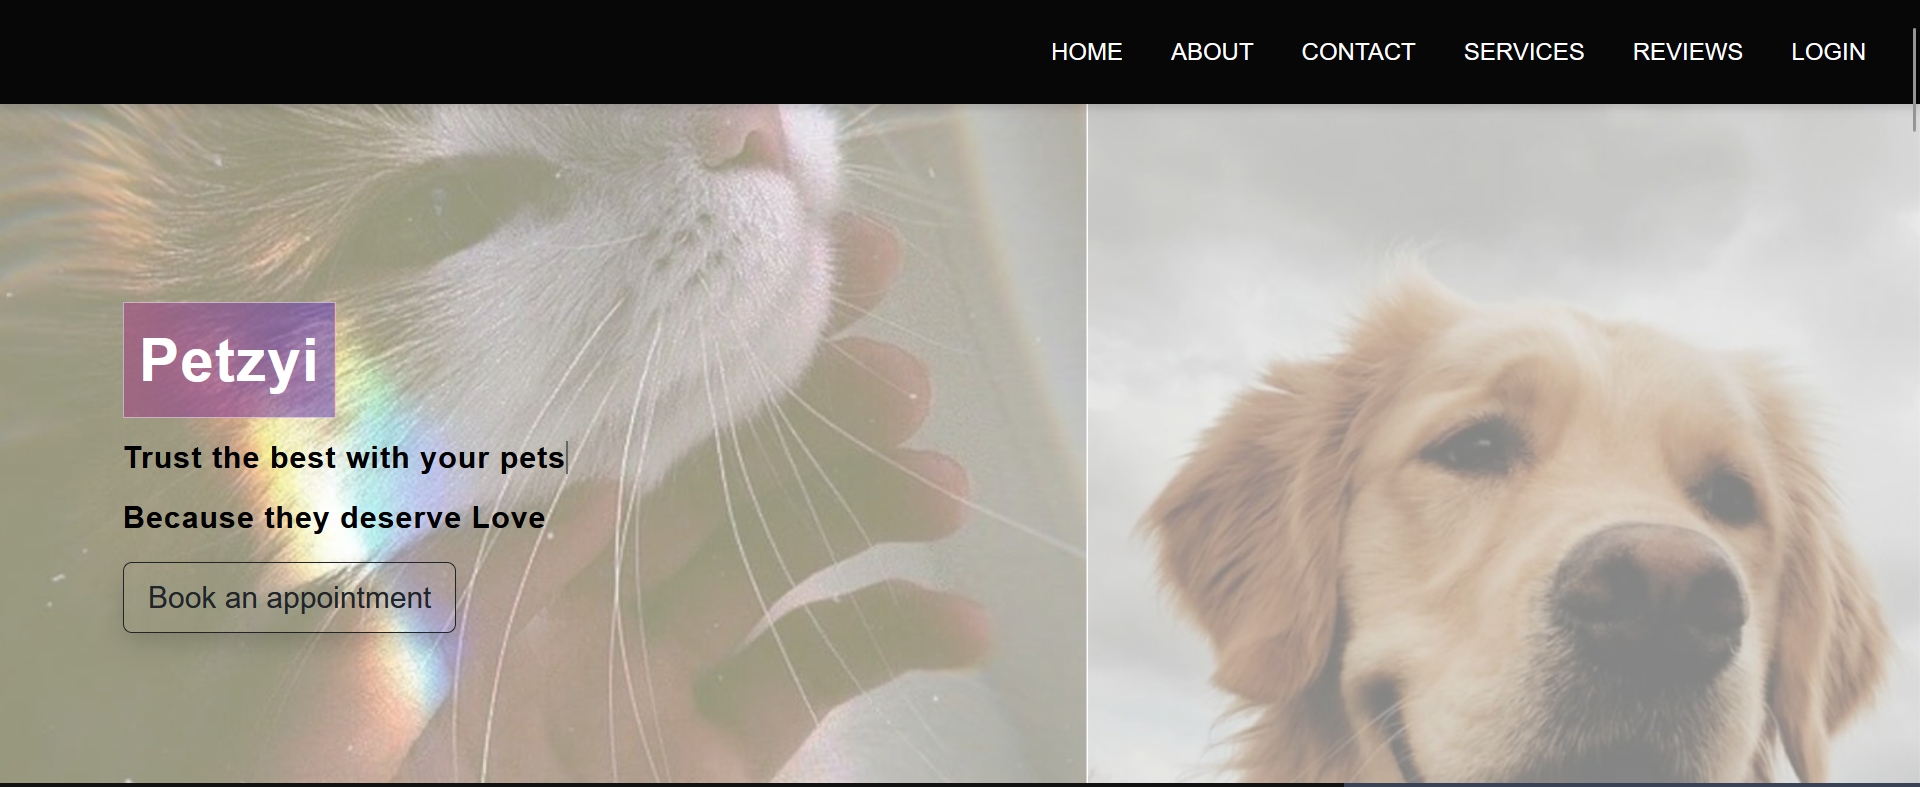 HOME ABOUT CONTACT SERVICES REVIEWS LOGIN
Petzyi
Trust the best with your pets
Because they deserve Love
Book an appointment